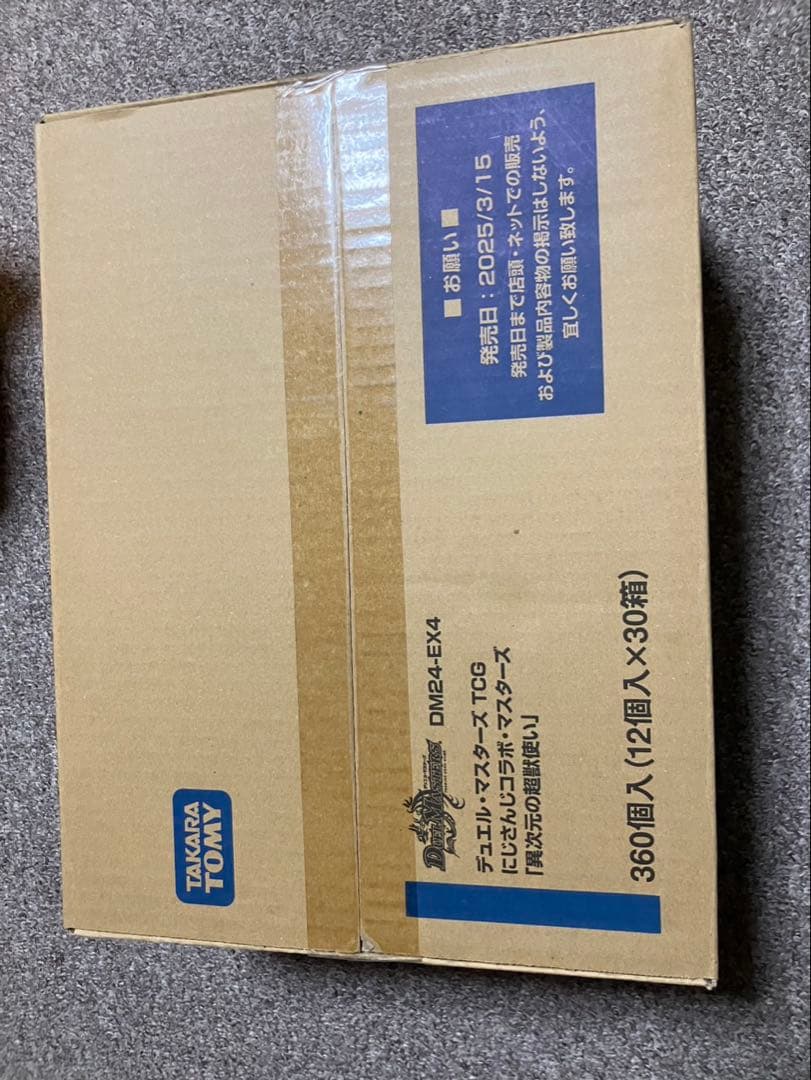 TAKARA
TOMY
DUEL MASTERS
DM24-EX4
デュエル・マスターズ TCG
にじさんじコラボ・マスターズ
「異次元の超獣使い」
360個入(12個入×30箱)
■ お願い ■
発売日：2025/3/15
発売日まで店頭・ネットでの販売
および製品内容物の掲示はしないよう、
宜しくお願い致します。